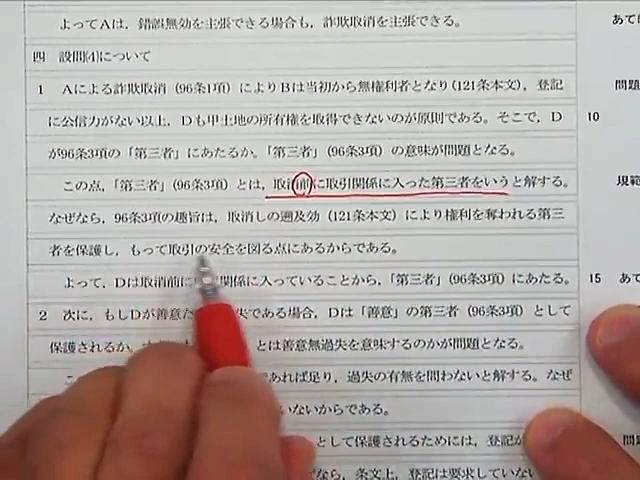 よってAは，錯誤無効を主張できる場合も，詐欺取消を主張できる。
四 設問(4)について
1 Aによる詐欺取消（96条1項）によりBは当初から無権利者となり（121条本文），登記
に公信力がない以上，Dも甲土地の所有権を取得できないのが原則である。そこで，D
が96条3項の「第三者」にあたるか。「第三者」（96条3項）の意味が問題となる。
この点，「第三者」（96条3項）とは，取消前に取引関係に入った第三者をいうと解する。
なぜなら，96条3項の趣旨は，取消しの遡及効（121条本文）により権利を奪われる第三
者を保護し，もって取引の安全を図る点にあるからである。
よって，Dは取消前に 関係に入っていることから，「第三者」（96条3項）にあたる。
2 次に，もしDが善意 失である場合，Dは「善意」の第三者（96条3項）として
保護されるか。 とは善意無過失を意味するのかが問題となる。
こ あれば足り，過失の有無を問わないと解する。なぜ
いないからである。
として保護されるためには，登記が
なら，条文上，登記は要求していない
あて
問題
10
規範
15 あて
問